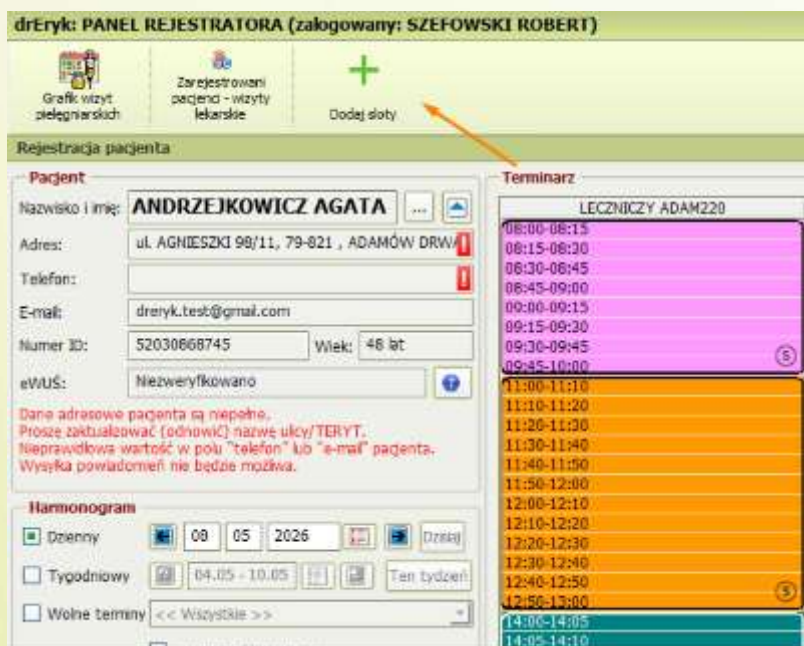 drEryk: PANEL REJESTRATORA (zalogowany: SZEFOWSKI ROBERT)
Grafik wizyt
pielęgniarskich
Zarejestrowani
pacjenci - wizyty
lekarskie
Dodaj sloty
Rejestracja pacjenta
Pacjent
Nazwisko i imię: ANDRZEJKOWICZ AGATA ...
Adres: ul. AGNIESZKI 98/11, 79-821 , ADAMÓW DRWA
Telefon:
E-mail: dreryk.test@gmail.com
Numer ID: 52030868745 Wiek: 48 lat
eWUŚ: Niezweryfikowano
Dane adresowe pacjenta są niepełne.
Proszę zaktualizować (odnowić) nazwę ulicy/TERYT.
Nieprawidłowa wartość w polu "telefon" lub "e-mail" pacjenta.
Wysyłka powiadomień nie będzie możliwa.
Harmonogram
Dzienny 08 05 2026 Dzisiaj
Tygodniowy 04.05 - 10.05 Ten tydzień
Wolne terminy << Wszystkie >>
Terminarz
LECZNICZY ADAM220
08:00-08:15
08:15-08:30
08:30-08:45
08:45-09:00
09:00-09:15
09:15-09:30
09:30-09:45
09:45-10:00
S
11:00-11:10
11:10-11:20
11:20-11:30
11:30-11:40
11:40-11:50
11:50-12:00
12:00-12:10
12:10-12:20
12:20-12:30
12:30-12:40
12:40-12:50
12:50-13:00
S
14:00-14:05
14:05-14:10